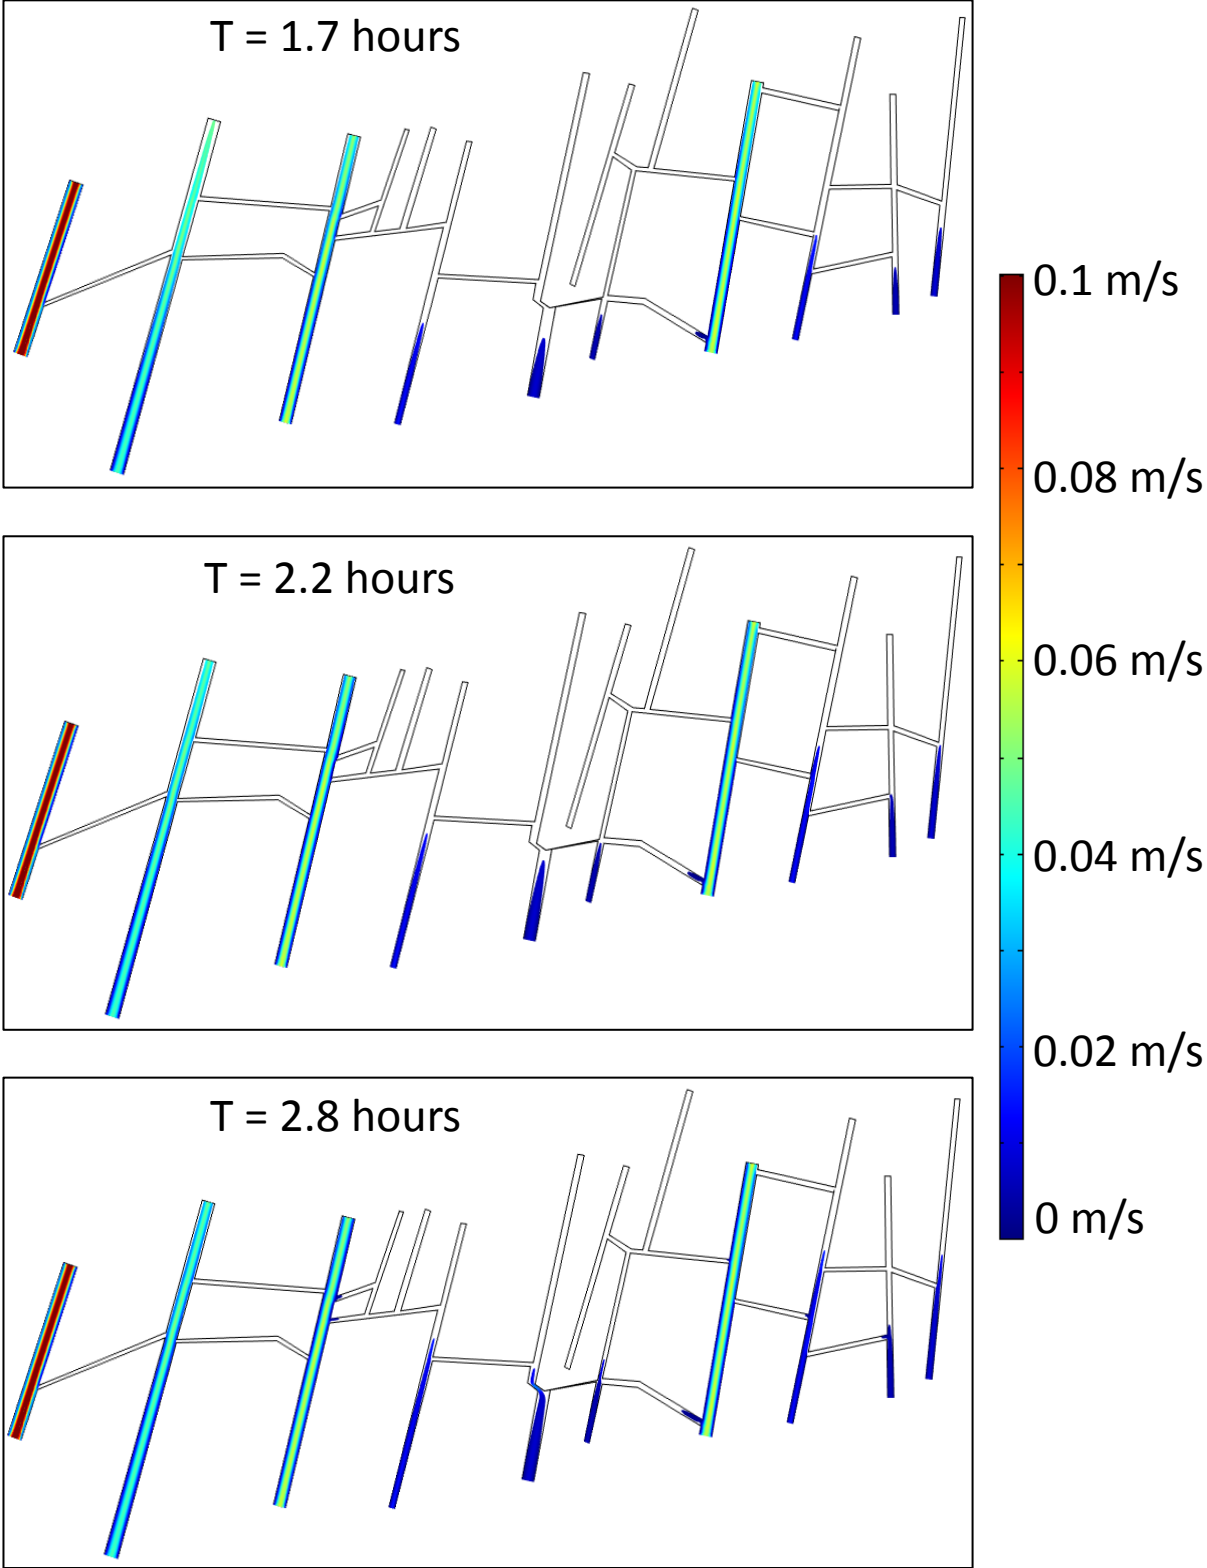 T = 1.7 hours
0.1 m/s
0.08 m/s
T = 2.2 hours
0.06 m/s
0.04 m/s
0.02 m/s
T = 2.8 hours
0 m/s